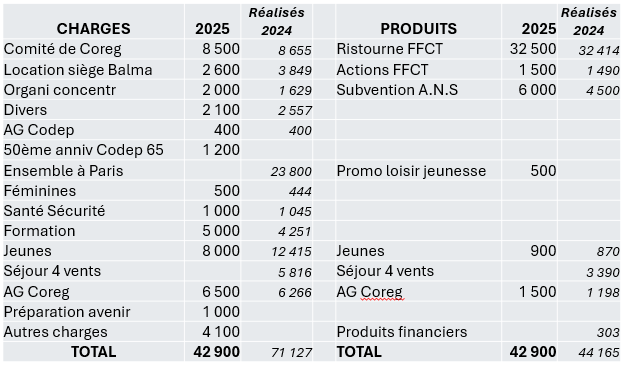 CHARGES 2025 Réalisés 2024 PRODUITS 2025 Réalisés 2024
Comité de Coreg 8 500 8 655 Ristourne FFCT 32 500 32 414
Location siège Balma 2 600 3 849 Actions FFCT 1 500 1 490
Organi concentr 2 000 1 629 Subvention A.N.S 6 000 4 500
Divers 2 100 2 557
AG Codep 400 400
50ème anniv Codep 65 1 200
Ensemble à Paris 23 800 Promo loisir jeunesse 500
Féminines 500 444
Santé Sécurité 1 000 1 045
Formation 5 000 4 251
Jeunes 8 000 12 415 Jeunes 900 870
Séjour 4 vents 5 816 Séjour 4 vents 3 390
AG Coreg 6 500 6 266 AG Coreg 1 500 1 198
Préparation avenir 1 000
Autres charges 4 100 Produits financiers 303
TOTAL 42 900 71 127 TOTAL 42 900 44 165